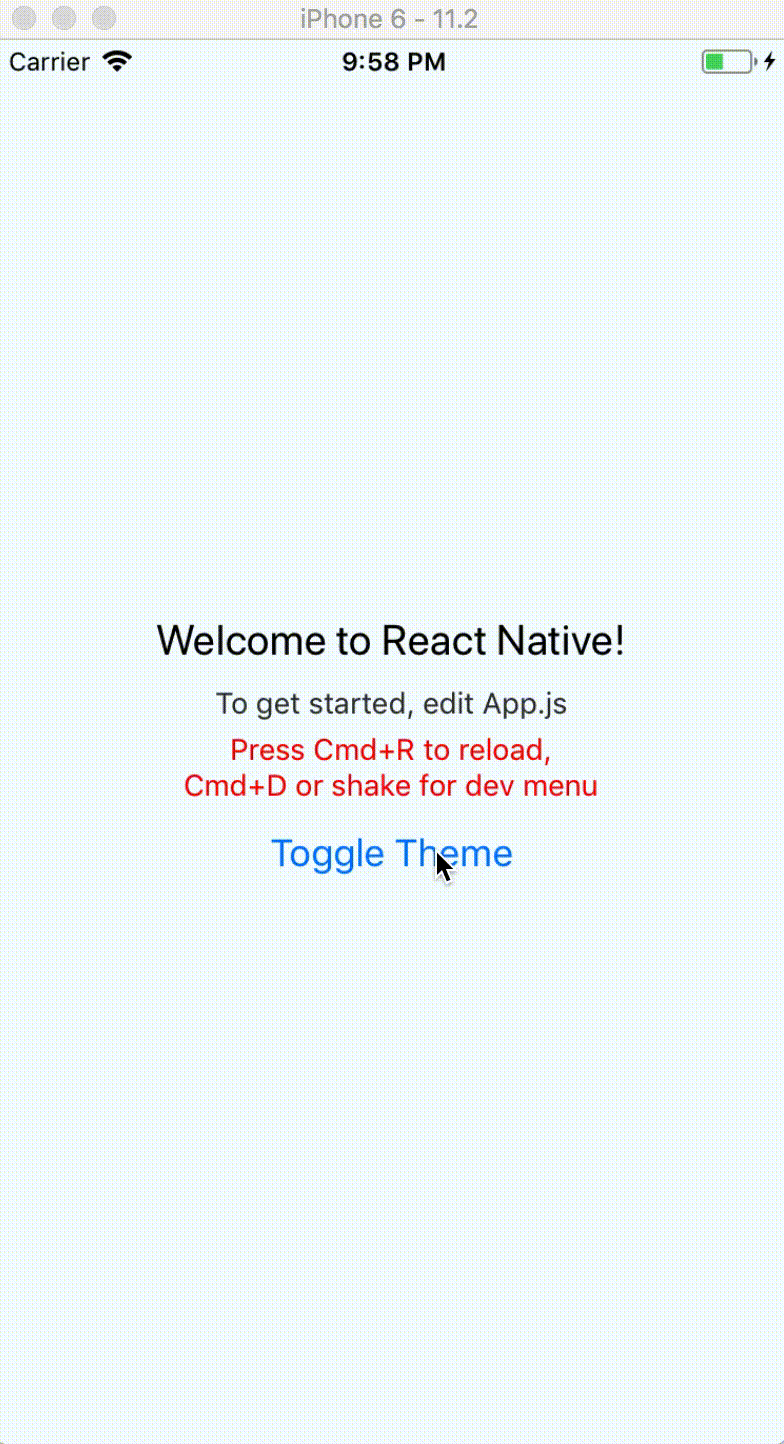 iPhone 6 - 11.2
Carrier 9:58 PM
Welcome to React Native!
To get started, edit App.js
Press Cmd+R to reload,
Cmd+D or shake for dev menu
Toggle Theme